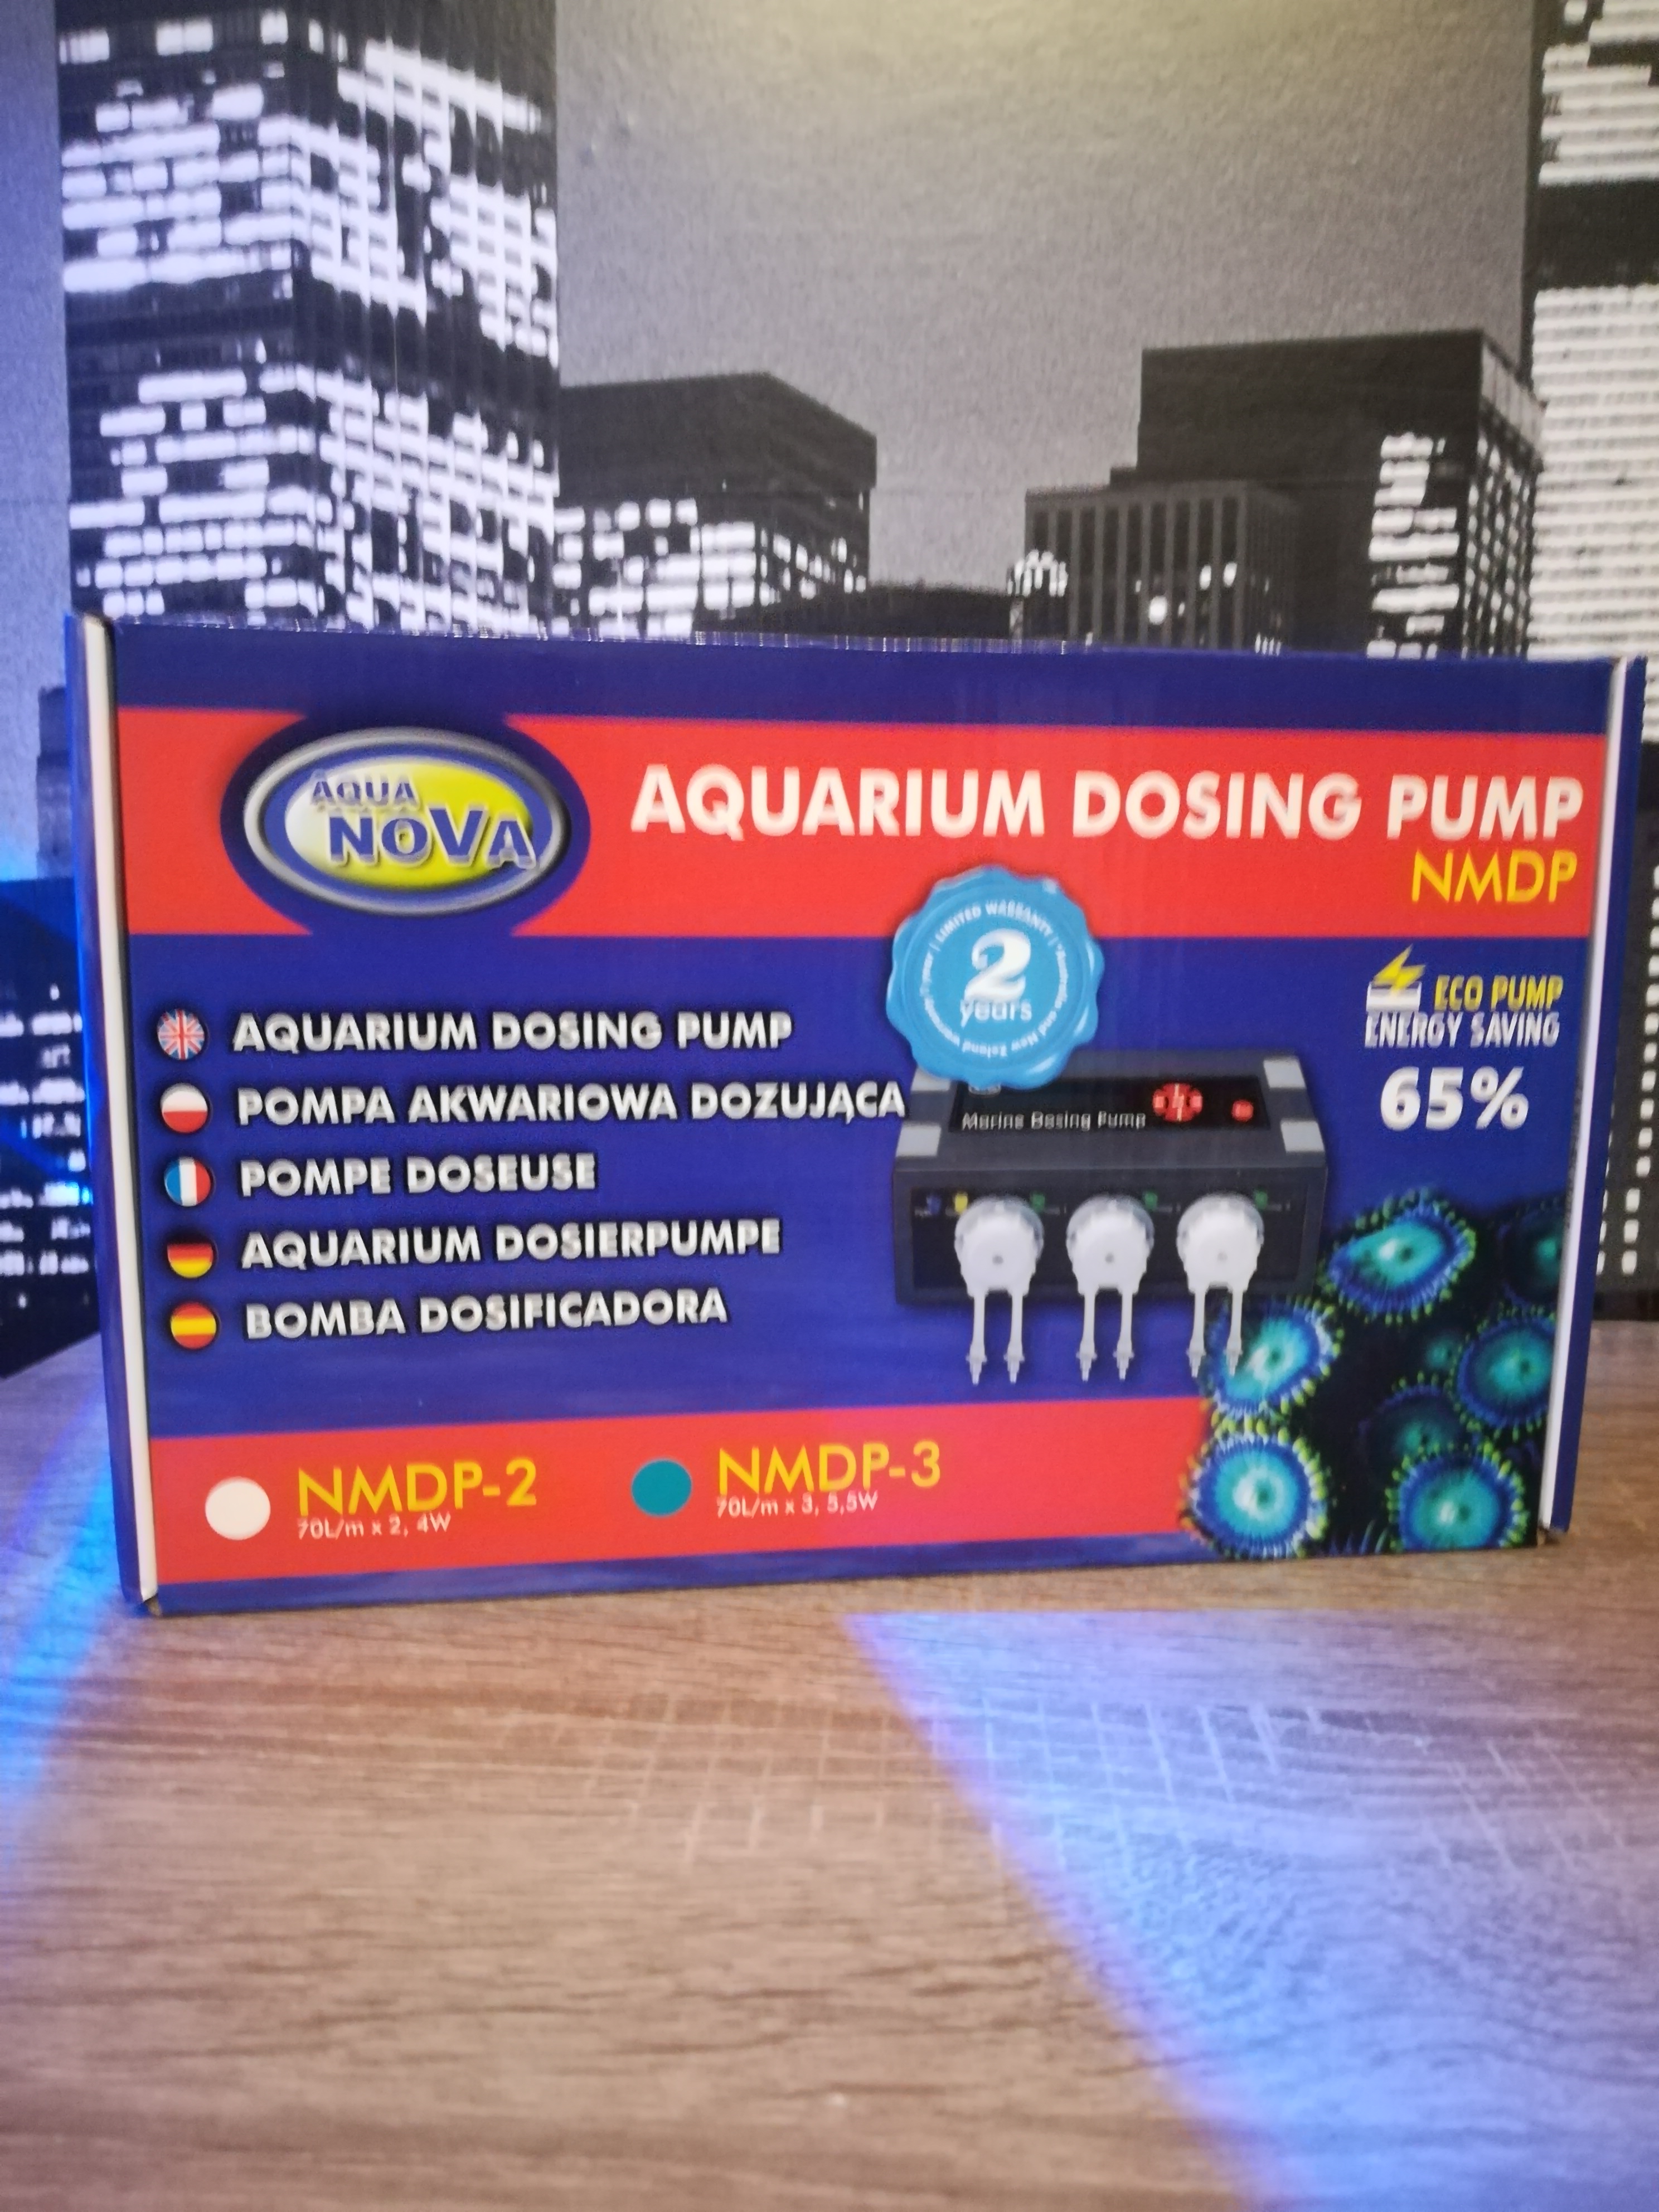 AQUA
NOVA
AQUARIUM DOSING PUMP
NMDP
LIMITED WARRANTY
2
years
ECO PUMP
ENERGY SAVING
65%
AQUARIUM DOSING PUMP
POMPA AKWARIOWA DOZUJĄCA
POMPE DOSEUSE
AQUARIUM DOSIERPUMPE
BOMBA DOSIFICADORA
Marine Dosing Pump
NMDP-2
70L/m x 2, 4W
NMDP-3
70L/m x 3, 5,5W